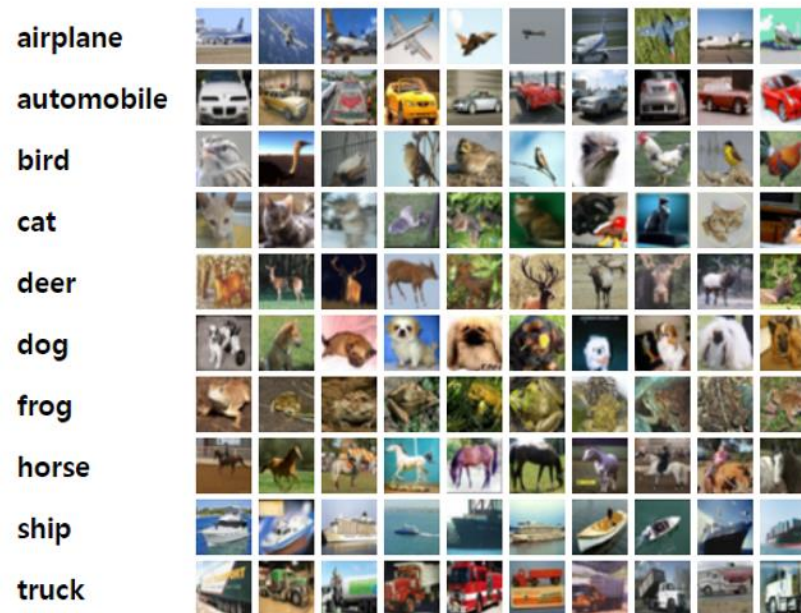 airplane
automobile
bird
cat
deer
dog
frog
horse
ship
truck